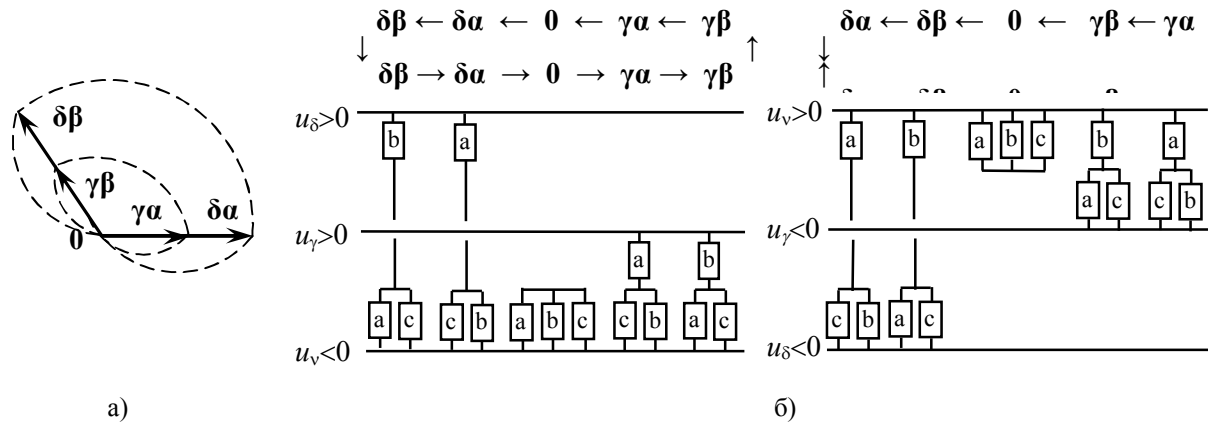 δβ ← δα ← 0 ← γα ← γβ
↓ ↑
δβ → δα → 0 → γα → γβ
δβ
γβ
γα δα
0
a)
u_δ>0
b a
u_γ>0
a b
a c c b a b c c b a c
u_ν<0
δα ← δβ ← 0 ← γβ ← γα
↓
↑
u_ν>0
a b a b c b a
a c c b
u_γ<0
c b a c
u_δ<0
б)